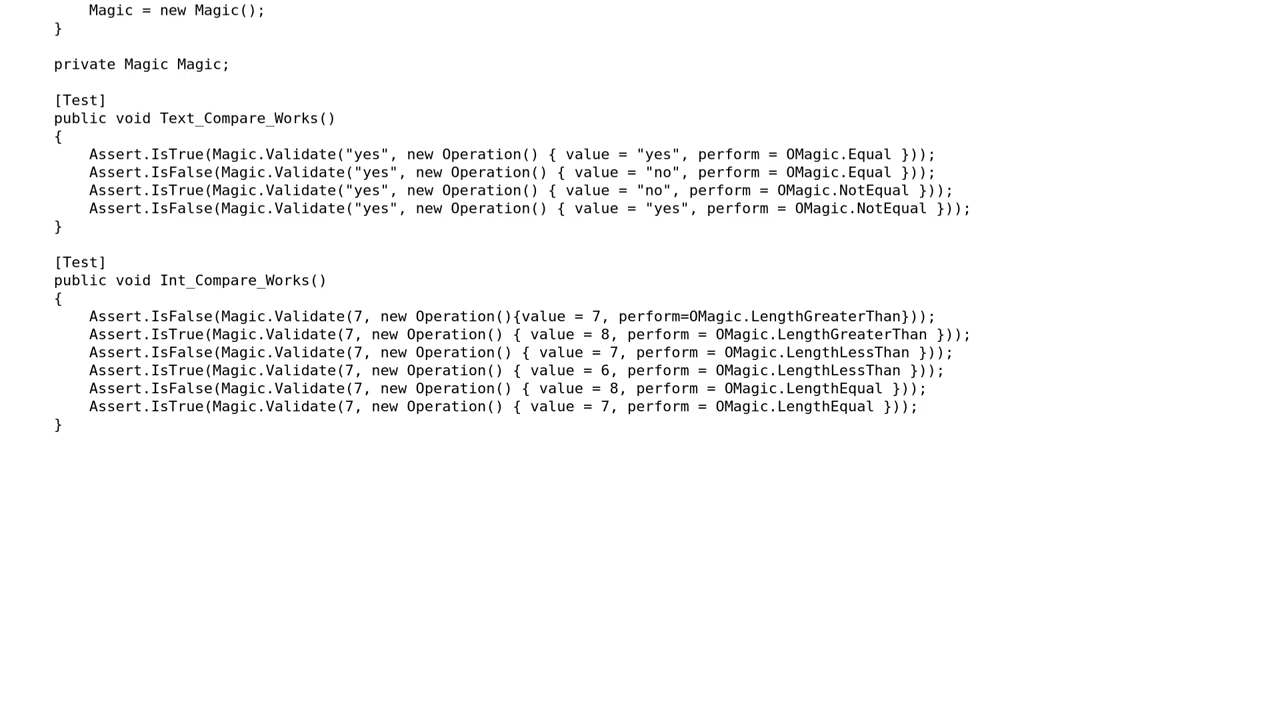 Magic = new Magic();
}
private Magic Magic;
[Test]
public void Text_Compare_Works()
{
Assert.IsTrue(Magic.Validate("yes", new Operation() { value = "yes", perform = OMagic.Equal }));
Assert.IsFalse(Magic.Validate("yes", new Operation() { value = "no", perform = OMagic.Equal }));
Assert.IsTrue(Magic.Validate("yes", new Operation() { value = "no", perform = OMagic.NotEqual }));
Assert.IsFalse(Magic.Validate("yes", new Operation() { value = "yes", perform = OMagic.NotEqual }));
}
[Test]
public void Int_Compare_Works()
{
Assert.IsFalse(Magic.Validate(7, new Operation(){value = 7, perform=OMagic.LengthGreaterThan}));
Assert.IsTrue(Magic.Validate(7, new Operation() { value = 8, perform = OMagic.LengthGreaterThan }));
Assert.IsFalse(Magic.Validate(7, new Operation() { value = 7, perform = OMagic.LengthLessThan }));
Assert.IsTrue(Magic.Validate(7, new Operation() { value = 6, perform = OMagic.LengthLessThan }));
Assert.IsFalse(Magic.Validate(7, new Operation() { value = 8, perform = OMagic.LengthEqual }));
Assert.IsTrue(Magic.Validate(7, new Operation() { value = 7, perform = OMagic.LengthEqual }));
}